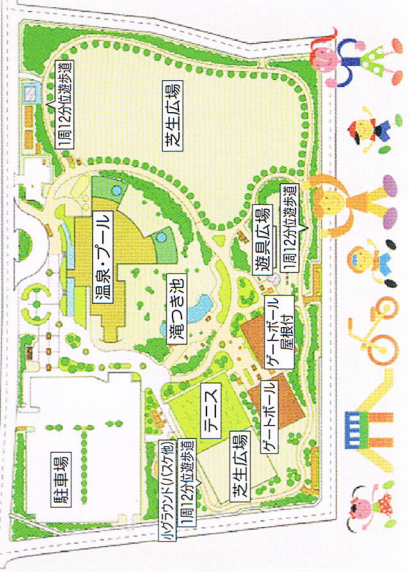 駐車場
小グラウンド(バスケ他)
1周12分位遊歩道
テニス
芝生広場
ゲートボール
ゲートボール
屋根付
温泉・プール
滝つき池
遊具広場
1周12分位遊歩道
1周12分位遊歩道
芝生広場